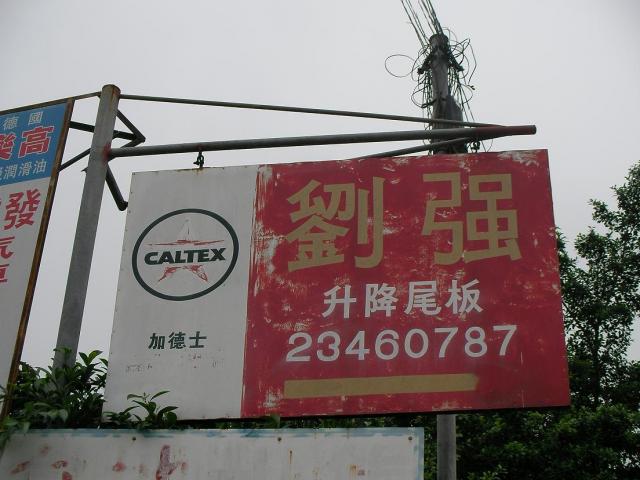 德國
高
潤滑油
發
劉强
CALTEX
加德士
升降尾板
23460787